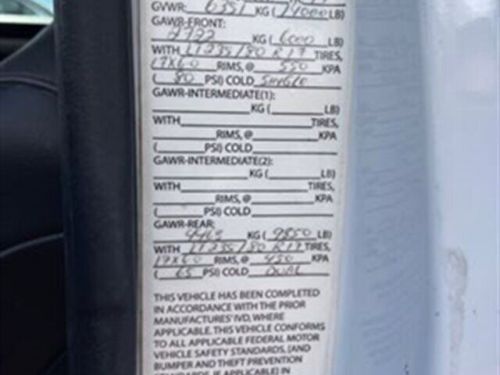 GVWR: 6351 KG (14000 LB)
GAWR-FRONT:
2722 KG (6000 LB)
WITH LT235/80 R17 TIRES,
17X6.0 RIMS, @ 550 KPA
( 80 PSI) COLD SINGLE
GAWR-INTERMEDIATE(1):
KG ( LB)
WITH TIRES,
RIMS, @ KPA
( PSI) COLD
GAWR-INTERMEDIATE(2):
KG ( LB)
WITH TIRES,
RIMS, @ KPA
( PSI) COLD
GAWR-REAR:
KG ( 9850 LB)
WITH LT235/80 R17 TIRES,
17X6.0 RIMS, @ 450 KPA
( 65 PSI) COLD DUAL
THIS VEHICLE HAS BEEN COMPLETED
IN ACCORDANCE WITH THE PRIOR
MANUFACTURES' IVD, WHERE
APPLICABLE, THIS VEHICLE CONFORMS
TO ALL APPLICABLE FEDERAL MOTOR
VEHICLE SAFETY STANDARDS, [AND
BUMPER AND THEFT PREVENTION
STANDARDS, IF APPLICABLE] IN